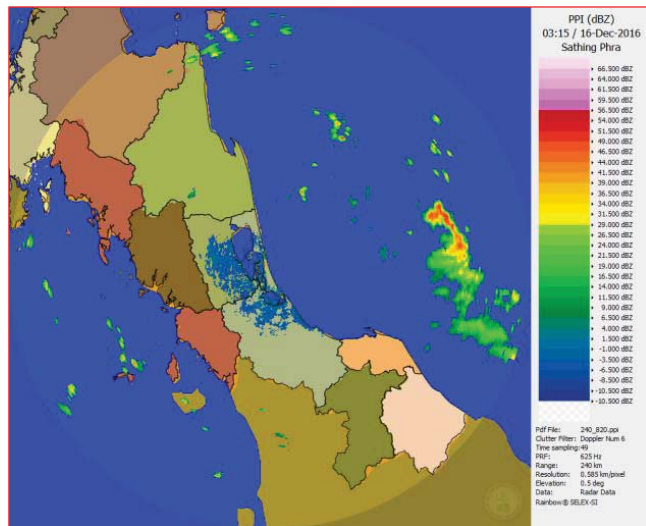 PPI (dBZ)
03:15 / 16-Dec-2016
Sathing Phra
66.500 dBZ
64.000 dBZ
61.500 dBZ
59.500 dBZ
56.500 dBZ
54.000 dBZ
51.500 dBZ
49.000 dBZ
46.500 dBZ
44.000 dBZ
41.500 dBZ
39.000 dBZ
36.500 dBZ
34.000 dBZ
31.500 dBZ
29.000 dBZ
26.500 dBZ
24.000 dBZ
21.500 dBZ
19.000 dBZ
16.500 dBZ
14.000 dBZ
11.500 dBZ
9.000 dBZ
6.500 dBZ
4.000 dBZ
1.500 dBZ
-1.000 dBZ
-3.500 dBZ
-6.000 dBZ
-8.500 dBZ
-10.500 dBZ
-10.500 dBZ
Pdf File: 240_820.ppi
Clutter Filter: Doppler Num 6
Time sampling: 49
PRF: 625 Hz
Range: 240 km
Resolution: 0.585 km/pixel
Elevation: 0.5 deg
Data: Radar Data
Rainbow® SELEX-SI